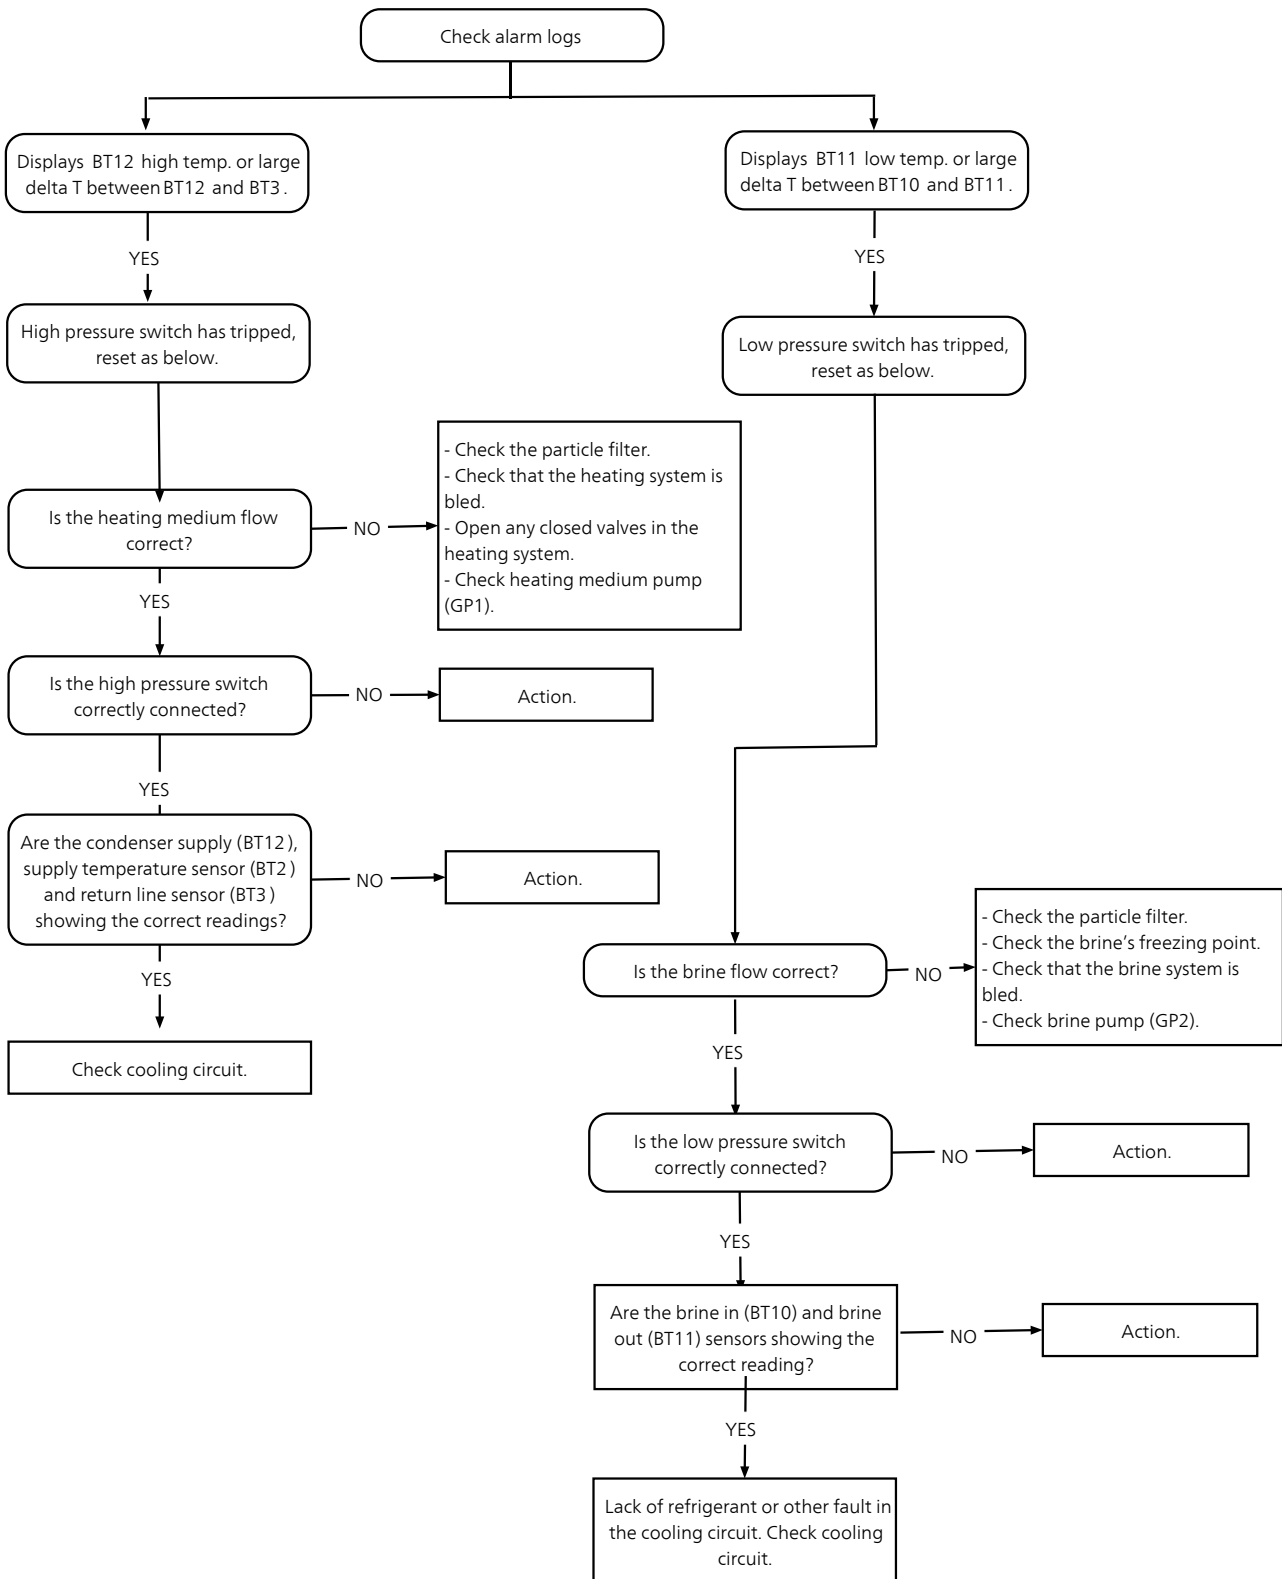 Check alarm logs
Displays BT12 high temp. or large
delta T between BT12 and BT3.
YES
High pressure switch has tripped,
reset as below.
Is the heating medium flow
correct?
NO
- Check the particle filter.
- Check that the heating system is
bled.
- Open any closed valves in the
heating system.
- Check heating medium pump
(GP1).
YES
Is the high pressure switch
correctly connected?
NO
Action.
YES
Are the condenser supply (BT12),
supply temperature sensor (BT2)
and return line sensor (BT3)
showing the correct readings?
NO
Action.
YES
Check cooling circuit.
Displays BT11 low temp. or large
delta T between BT10 and BT11.
YES
Low pressure switch has tripped,
reset as below.
Is the brine flow correct?
NO
- Check the particle filter.
- Check the brine’s freezing point.
- Check that the brine system is
bled.
- Check brine pump (GP2).
YES
Is the low pressure switch
correctly connected?
NO
Action.
YES
Are the brine in (BT10) and brine
out (BT11) sensors showing the
correct reading?
NO
Action.
YES
Lack of refrigerant or other fault in
the cooling circuit. Check cooling
circuit.